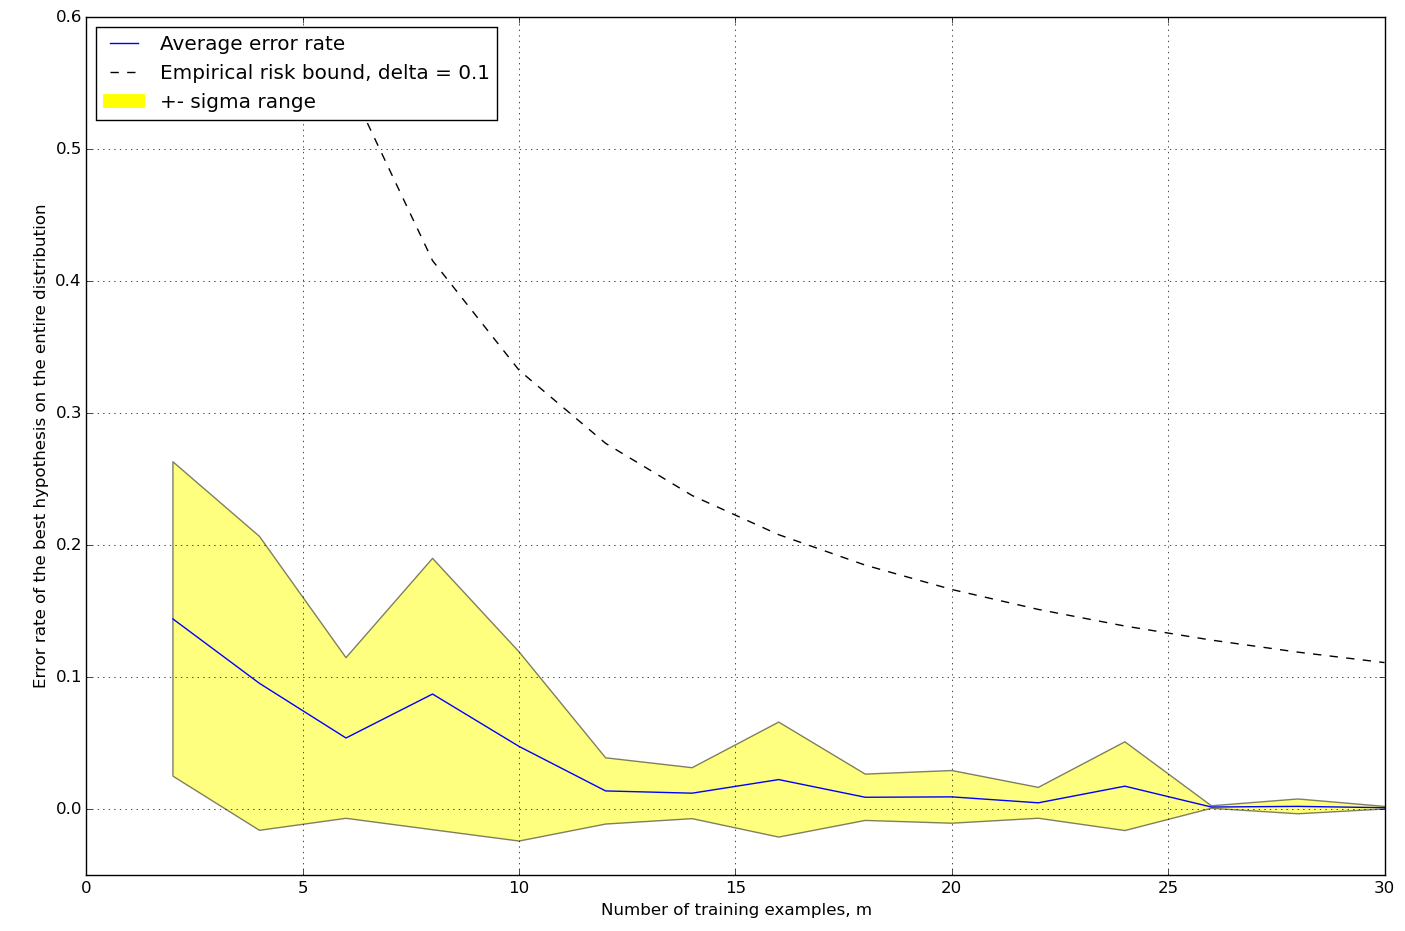 Average error rate
Empirical risk bound, delta = 0.1
+- sigma range
Error rate of the best hypothesis on the entire distribution
0.6
0.5
0.4
0.3
0.2
0.1
0.0
0 5 10 15 20 25 30
Number of training examples, m